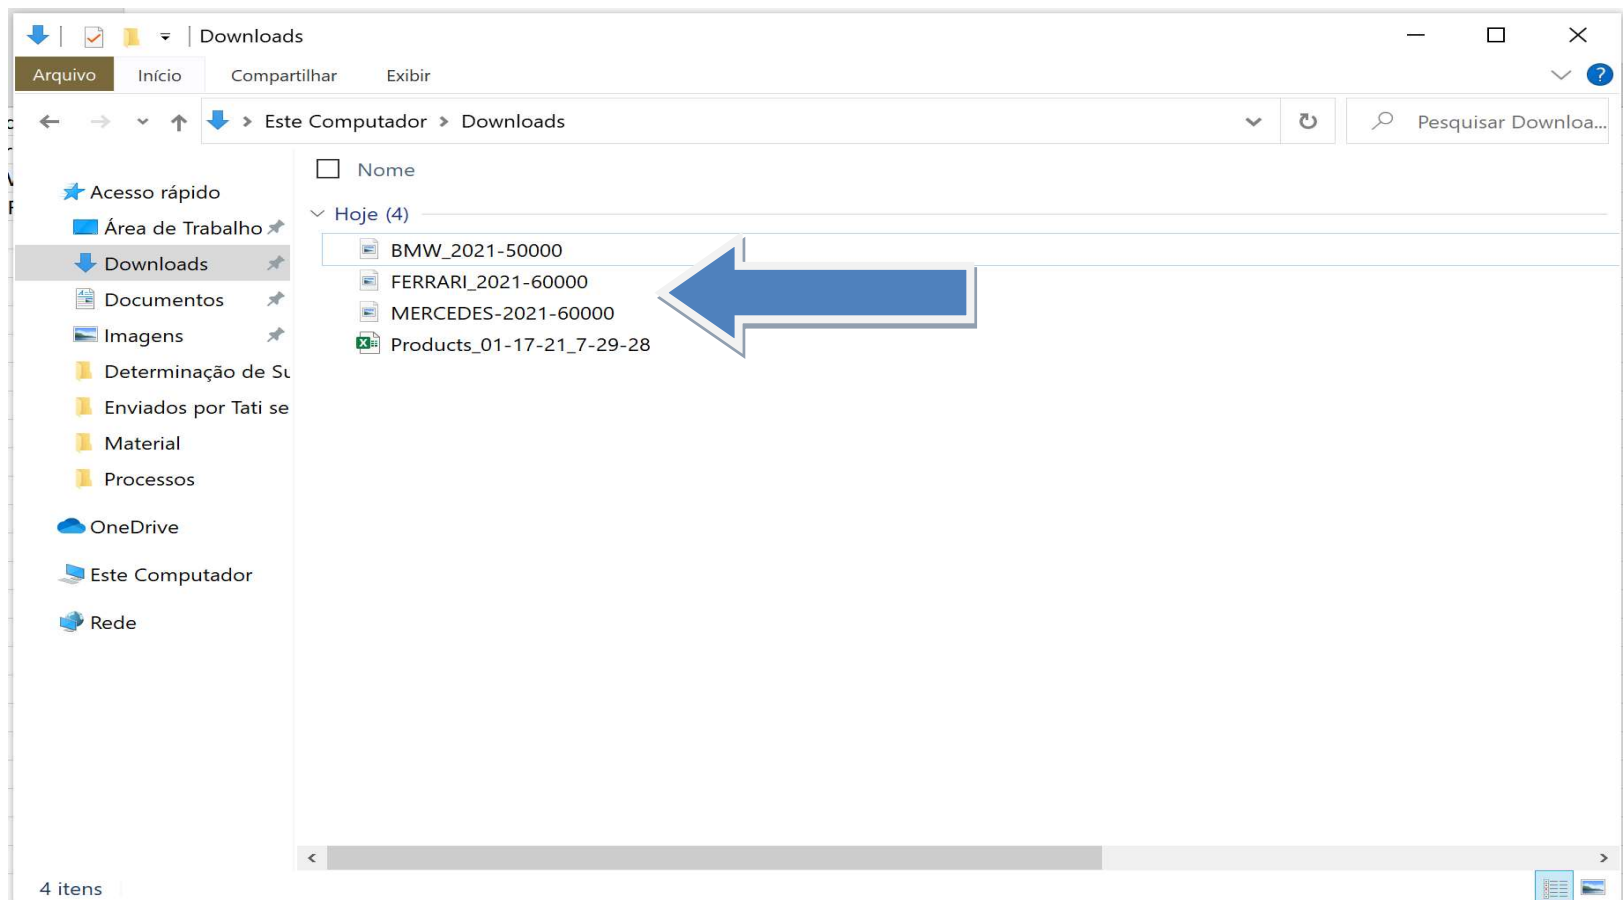 Downloads
Arquivo Início Compartilhar Exibir ?
Este Computador > Downloads
Pesquisar Downloa...
Nome
Hoje (4)
BMW_2021-50000
FERRARI_2021-60000
MERCEDES-2021-60000
Products_01-17-21_7-29-28
Acesso rápido
Área de Trabalho
Downloads
Documentos
Imagens
Determinação de Su
Enviados por Tati se
Material
Processos
OneDrive
Este Computador
Rede
4 itens